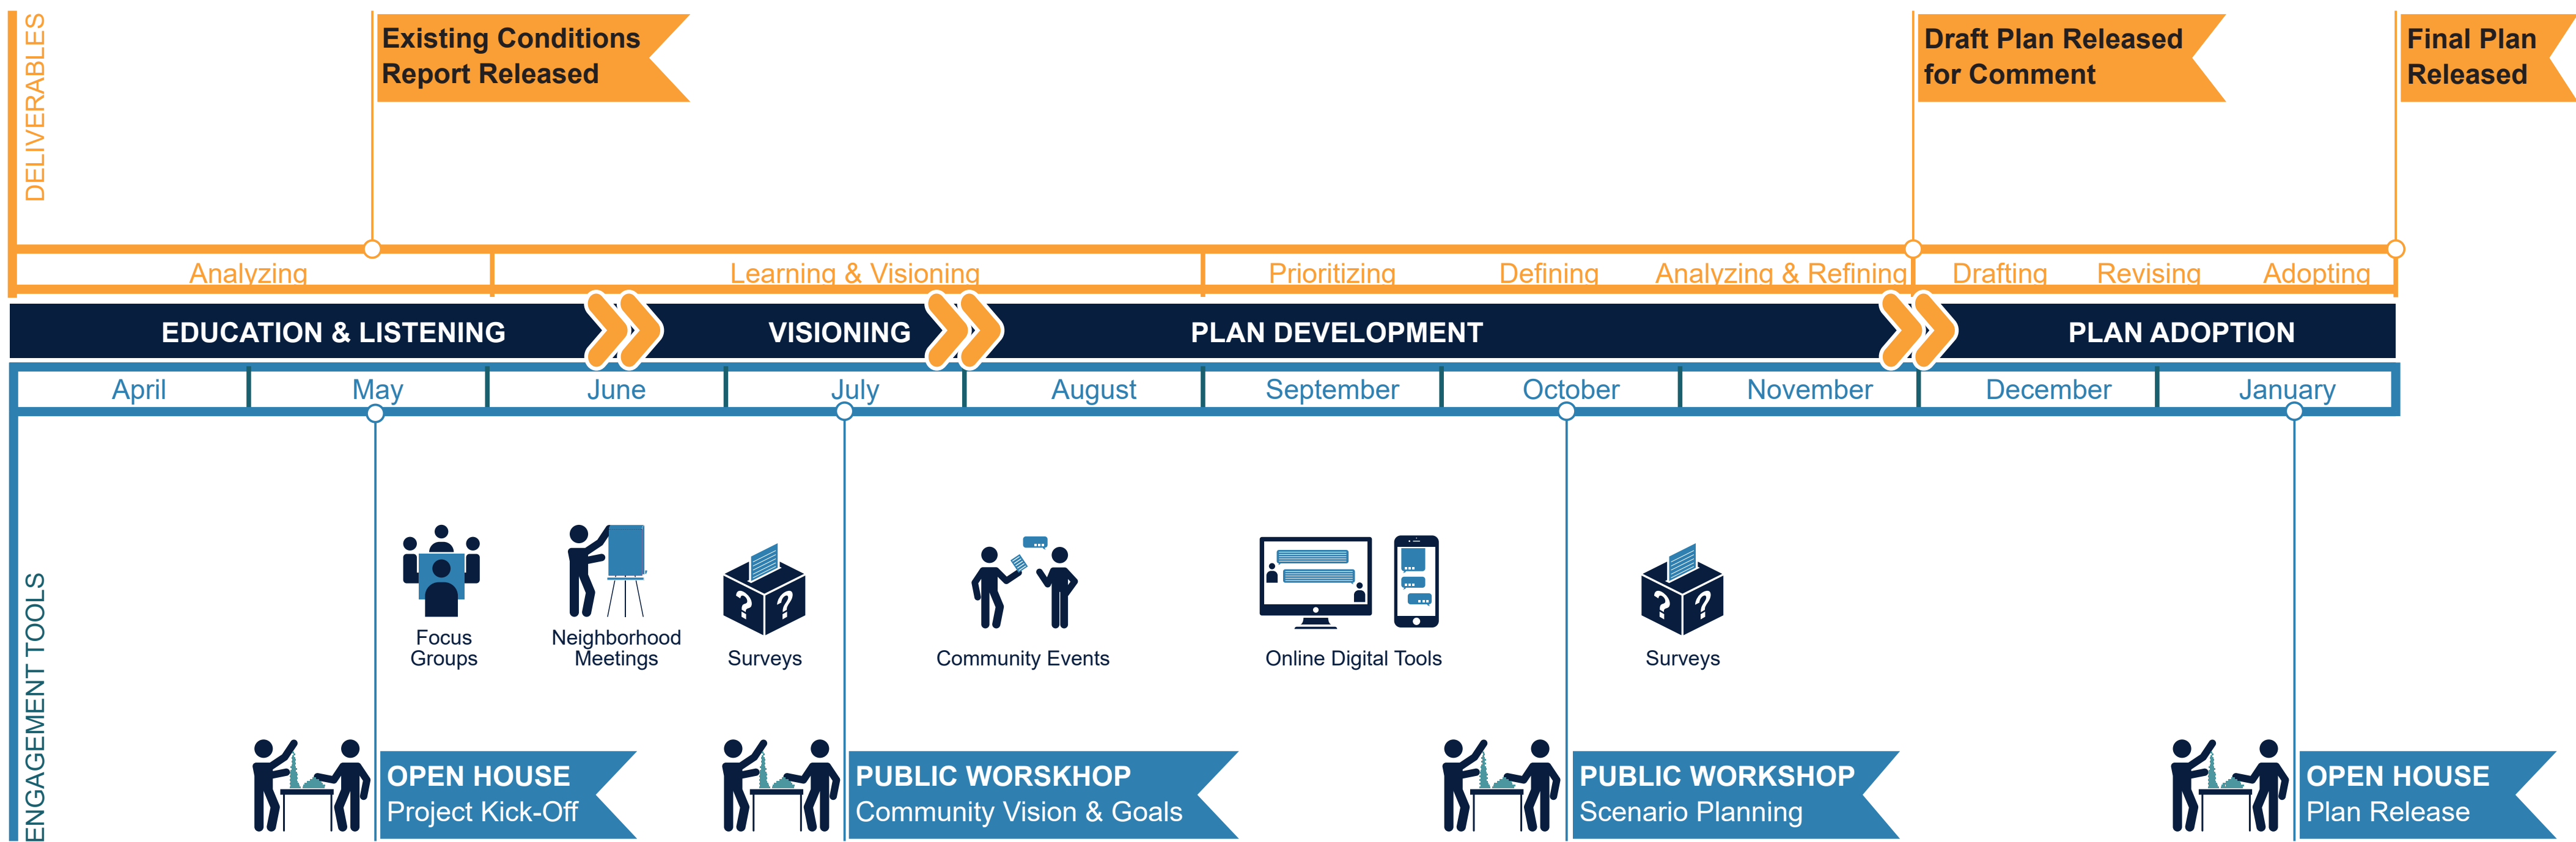 DELIVERABLES
Existing Conditions
Report Released
Draft Plan Released
for Comment
Final Plan
Released
Analyzing
Learning & Visioning
Prioritizing
Defining
Analyzing & Refining
Drafting
Revising
Adopting
EDUCATION & LISTENING
VISIONING
PLAN DEVELOPMENT
PLAN ADOPTION
April
May
June
July
August
September
October
November
December
January
ENGAGEMENT TOOLS
Focus
Groups
Neighborhood
Meetings
Surveys
Community Events
Online Digital Tools
Surveys
? ?
? ?
OPEN HOUSE
Project Kick-Off
PUBLIC WORSKHOP
Community Vision & Goals
PUBLIC WORKSHOP
Scenario Planning
OPEN HOUSE
Plan Release